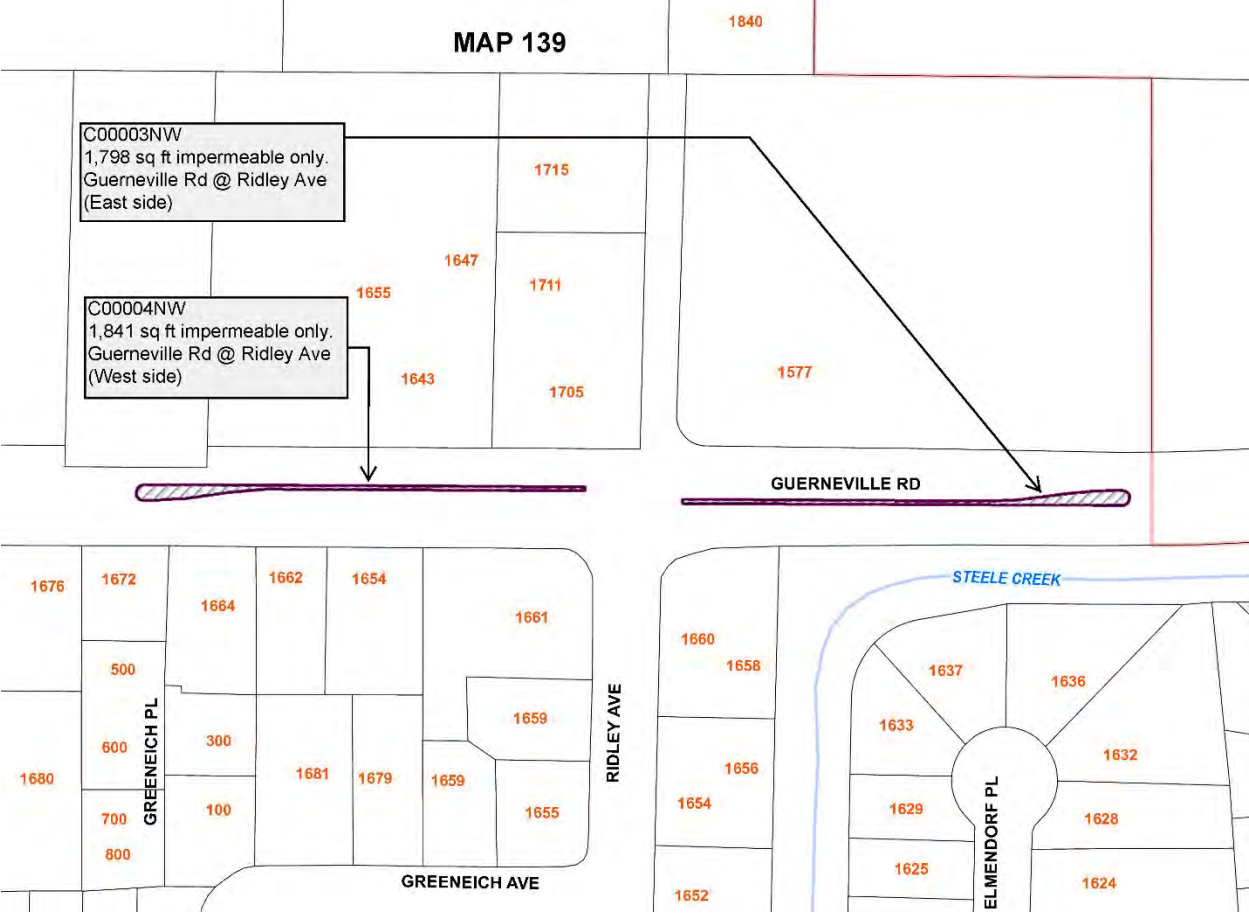 1840
MAP 139
C00003NW
1,798 sq ft impermeable only.
Guerneville Rd @ Ridley Ave
(East side)
1715
1647
1711
1655
C00004NW
1,841 sq ft impermeable only.
Guerneville Rd @ Ridley Ave
(West side)
1643
1705
1577
GUERNEVILLE RD
1676
1672
1664
1662
1654
1661
STEELE CREEK
1660
1658
1637
1636
500
1659
1633
600
300
1681
1679
1659
1656
1632
1680
GREENEICH PL
RIDLEY AVE
1654
1629
1628
700
100
1655
800
1625
1624
GREENEICH AVE
1652
ELMENDORF PL